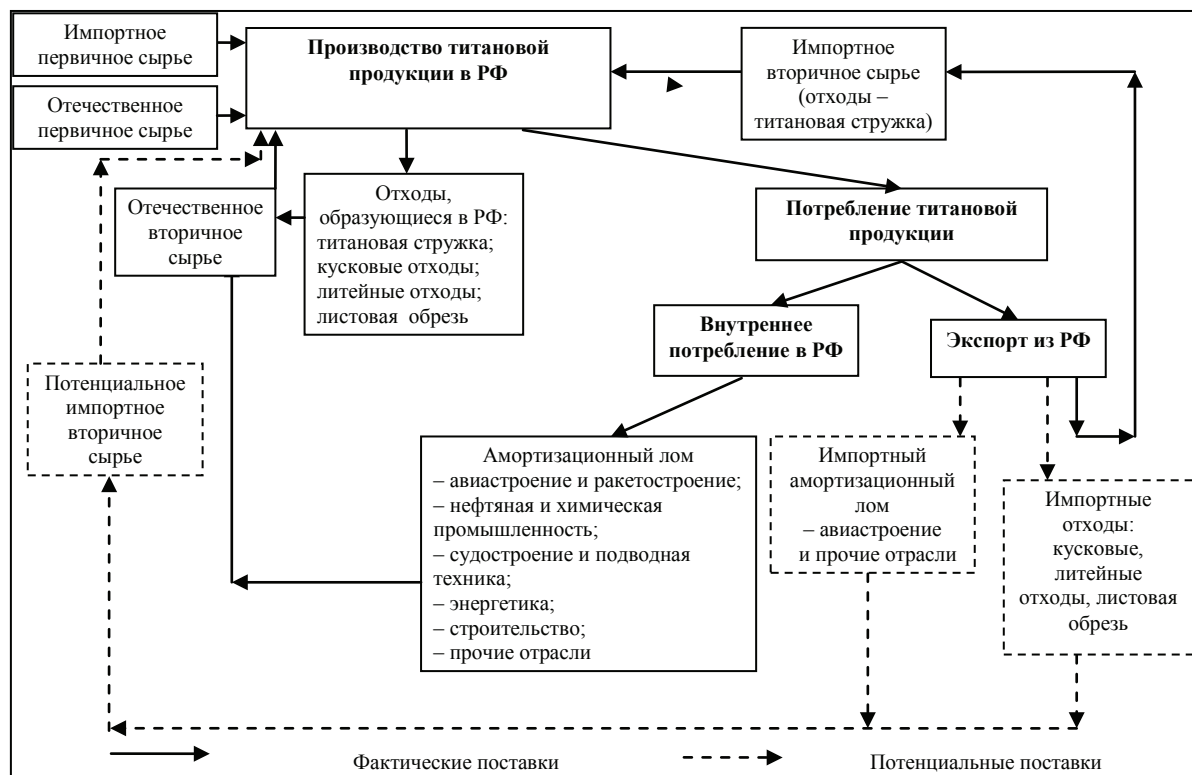 Импортное
первичное сырье
Производство титановой
продукции в РФ
Импортное
вторичное сырье
(отходы –
титановая стружка)
Отечественное
первичное сырье
Отечественное
вторичное
сырье
Отходы,
образующиеся в РФ:
титановая стружка;
кусковые отходы;
литейные отходы;
листовая обрезь
Потребление титановой
продукции
Внутреннее
потребление в РФ
Экспорт из РФ
Потенциальное
импортное
вторичное
сырье
Амортизационный лом
– авиастроение и ракетостроение;
– нефтяная и химическая
промышленность;
– судостроение и подводная
техника;
– энергетика;
– строительство;
– прочие отрасли
Импортный
амортизационный
лом
– авиастроение
и прочие отрасли
Импортные
отходы:
кусковые,
литейные
отходы, листовая
обрезь
Фактические поставки
Потенциальные поставки